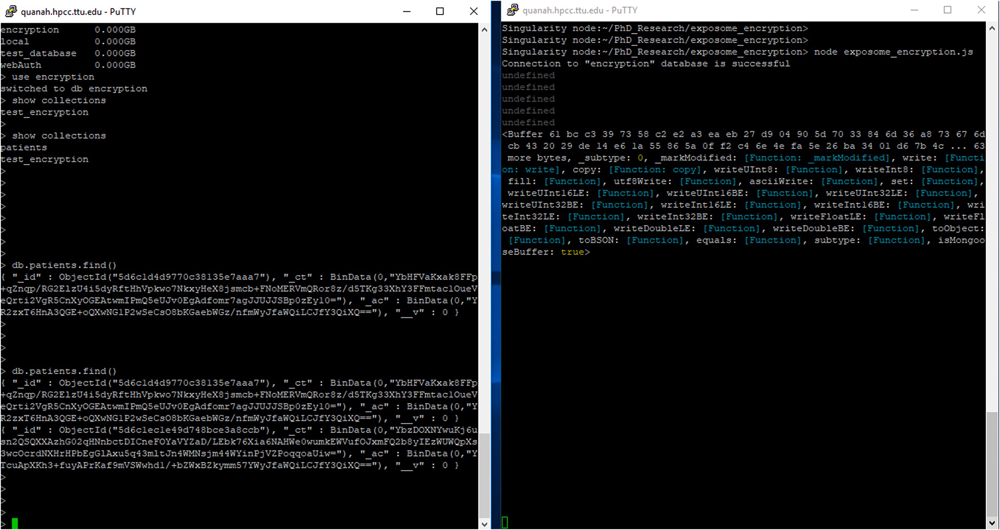 quanah.hpcc.ttu.edu - PuTTY
encryption      0.000GB
local           0.000GB
test_database   0.000GB
webAuth         0.000GB
> use encryption
switched to db encryption
> show collections
test_encryption
>
> show collections
patients
test_encryption
>
>
>
>
>
>
>
>
> db.patients.find()
{ "_id" : ObjectId("5d6c1d4d9770c38135e7aaa7"), "_ct" : BinData(0,"YbHFVaKxak8FFp
+qZnqp/RG2ElzU4i5dyRftHhVpkwo7NkxyHeX8jsmcb+FNoMERVmQRor8z/d5TKg33XhY3FFmtaclOueV
eQrti2VgR5CnXyOGEAtwmIPmQ5eUJv0EgAdfomr7agJJUJJSBp0zEyl0="), "_ac" : BinData(0,"Y
R2zxT6HnA3QGE+oQXwNG1P2wSeCsO8bKGaebWGz/nfmWyJfaWQiLCJfY3QiXQ=="), "__v" : 0 }
>
>
>
>
> db.patients.find()
{ "_id" : ObjectId("5d6c1d4d9770c38135e7aaa7"), "_ct" : BinData(0,"YbHFVaKxak8FFp
+qZnqp/RG2ElzU4i5dyRftHhVpkwo7NkxyHeX8jsmcb+FNoMERVmQRor8z/d5TKg33XhY3FFmtaclOueV
eQrti2VgR5CnXyOGEAtwmIPmQ5eUJv0EgAdfomr7agJJUJJSBp0zEyl0="), "_ac" : BinData(0,"Y
R2zxT6HnA3QGE+oQXwNG1P2wSeCsO8bKGaebWGz/nfmWyJfaWQiLCJfY3QiXQ=="), "__v" : 0 }
{ "_id" : ObjectId("5d6c1ec1e49d748bce3a8ccb"), "_ct" : BinData(0,"YbzDOXNYwuKj6u
sn2QSQXXAzhG02qHNnbctDICneFOYaVYZaD/LEbk76Xia6NAHWe0wumkEWVufOJxmFQ2b8yIEzWUWQpXs
3wcOcrdNXHrHPbEgGlAxu5q43mltJn4WMNsjm44WYinPjVZPoqqoaUiw="), "_ac" : BinData(0,"Y
TcuApXKh3+fuyAPrKaf9mVSWwhdl/+bZWxBZkymm57YWyJfaWQiLCJfY3QiXQ=="), "__v" : 0 }
>
>
>
>
>
quanah.hpcc.ttu.edu - PuTTY
Singularity node:~/PhD_Research/exposome_encryption>
Singularity node:~/PhD_Research/exposome_encryption>
Singularity node:~/PhD_Research/exposome_encryption> node exposome_encryption.js
Connection to "encryption" database is successful
undefined
undefined
undefined
undefined
undefined
<Buffer 61 bc c3 39 73 58 c2 e2 a3 ea eb 27 d9 04 90 5d 70 33 84 6d 36 a8 73 67 6d
cb 43 20 29 de 14 e6 1a 55 86 5a 0f f2 c4 6e 4e fa 5e 26 ba 34 01 d6 7b 4c ... 63
more bytes, _subtype: 0, _markModified: [Function: _markModified], write: [Functi
on: write], copy: [Function: copy], writeUInt8: [Function], writeInt8: [Function],
fill: [Function], utf8Write: [Function], asciiWrite: [Function], set: [Function],
writeUInt16LE: [Function], writeUInt16BE: [Function], writeUInt32LE: [Function],
writeUInt32BE: [Function], writeInt16LE: [Function], writeInt16BE: [Function], wri
teInt32LE: [Function], writeInt32BE: [Function], writeFloatLE: [Function], writeFl
oatBE: [Function], writeDoubleLE: [Function], writeDoubleBE: [Function], toObject:
[Function], toBSON: [Function], equals: [Function], subtype: [Function], isMongoo
seBuffer: true>